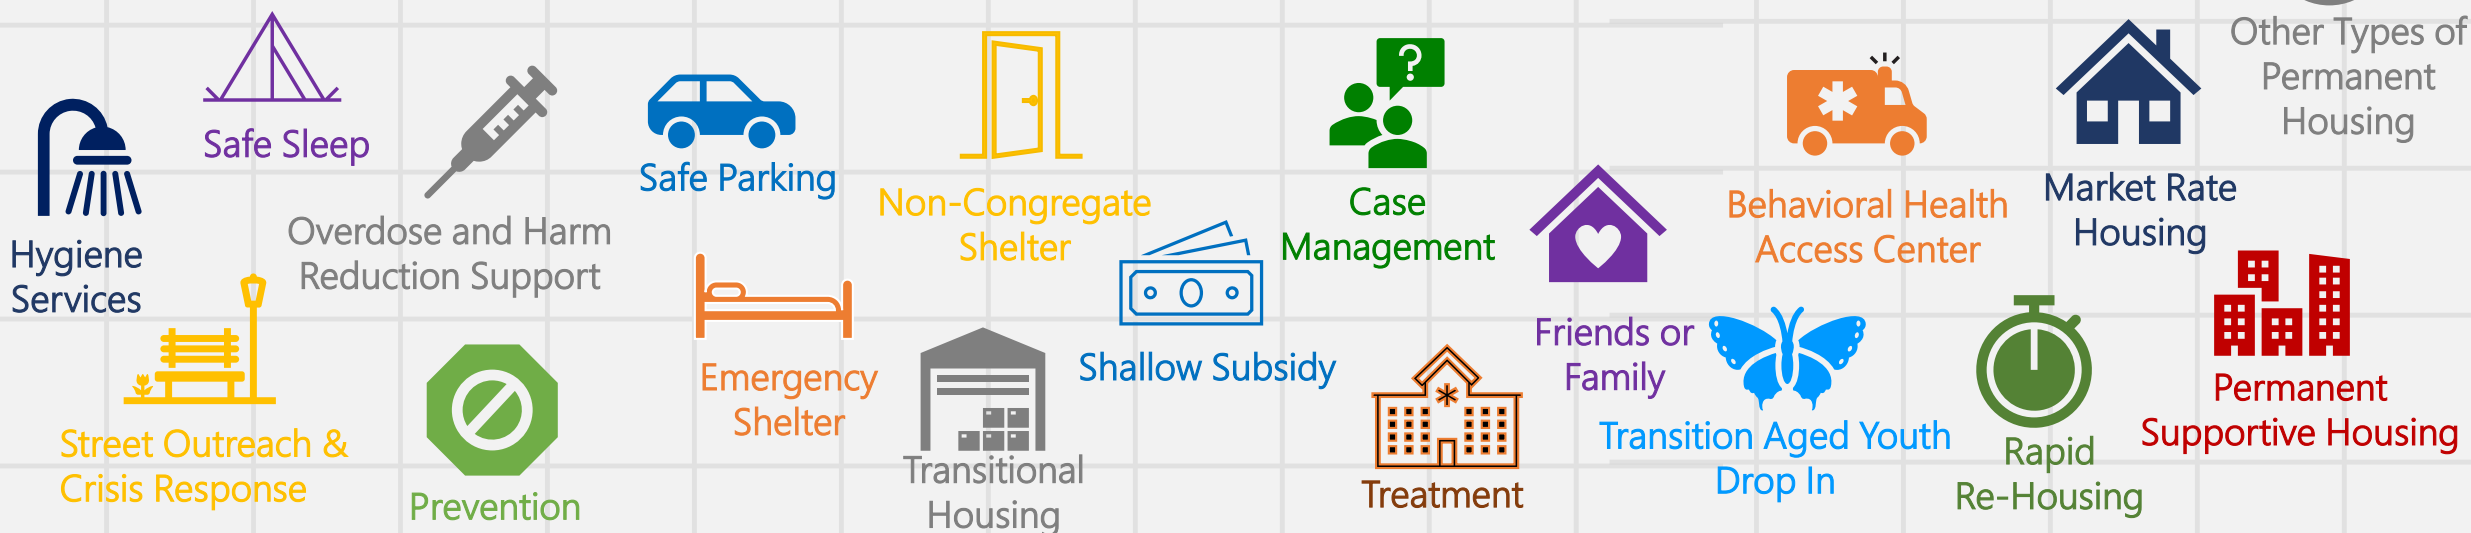 Hygiene
Services
Safe Sleep
Street Outreach &
Crisis Response
Overdose and Harm
Reduction Support
Prevention
Safe Parking
Emergency
Shelter
Non-Congregate
Shelter
Transitional
Housing
Shallow Subsidy
?
Case
Management
Treatment
Friends or
Family
Behavioral Health
Access Center
Transition Aged Youth
Drop In
Market Rate
Housing
Rapid
Re-Housing
Other Types of
Permanent
Housing
Permanent
Supportive Housing